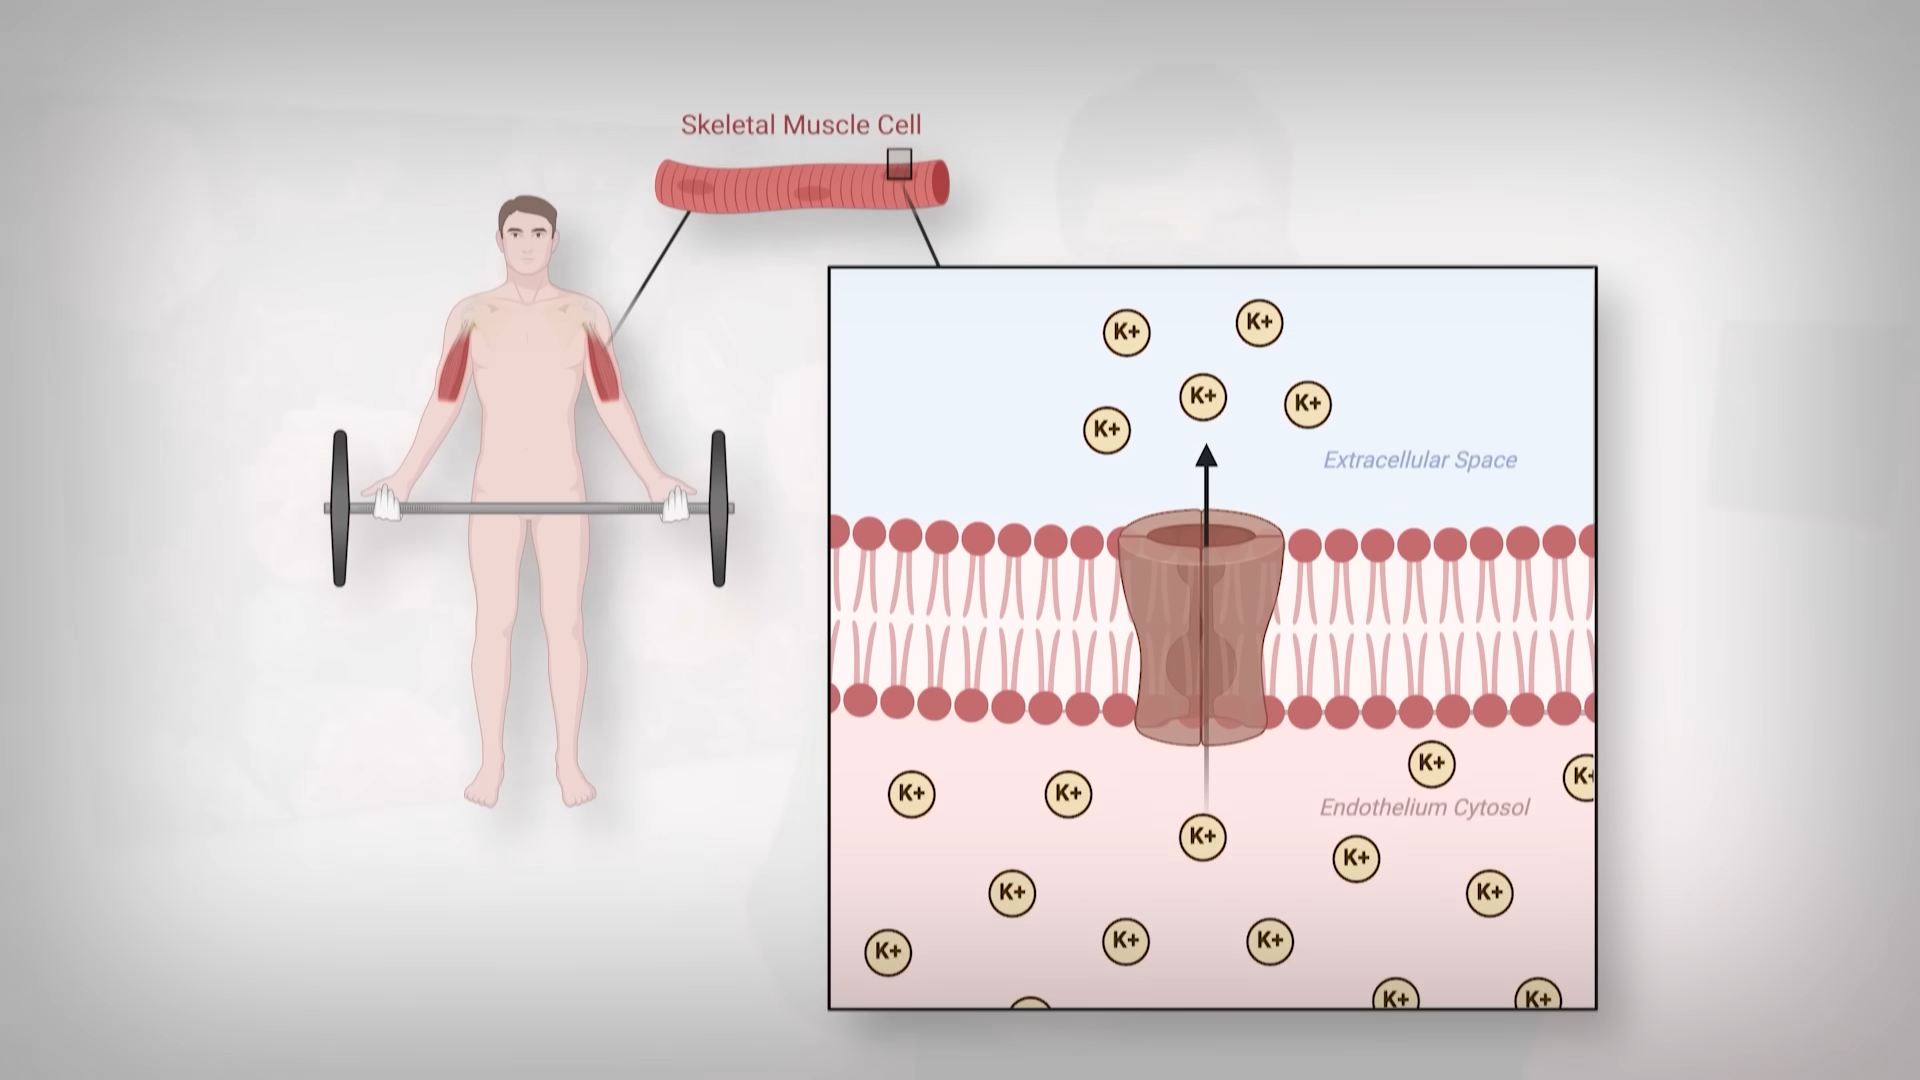 Skeletal Muscle Cell
K+
K+
K+
K+
K+
Extracellular Space
K+
K+
K+
K+
Endothelium Cytosol
K+
K+
K+
K+
K+
K+
K+
K+
K+